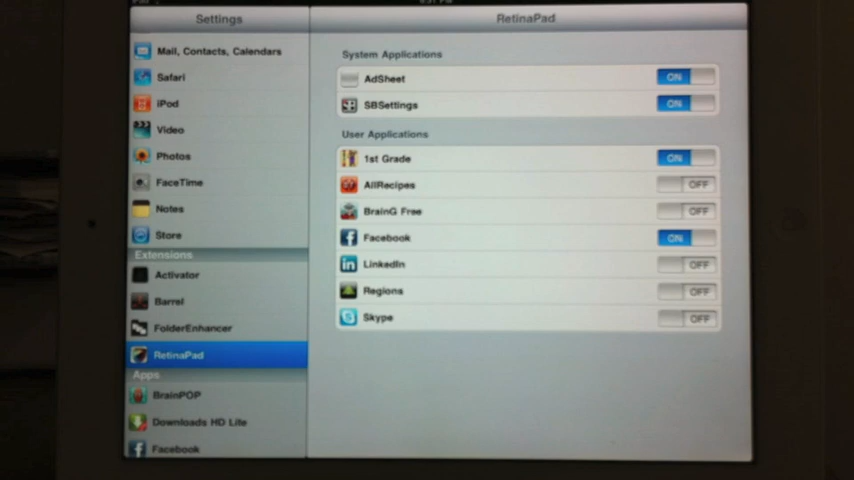 Settings
RetinaPad
Mail, Contacts, Calendars
Safari
iPod
Video
Photos
FaceTime
Notes
Store
Extensions
Activator
Barrel
FolderEnhancer
RetinaPad
Apps
BrainPOP
Downloads HD Lite
Facebook
System Applications
AdSheet ON
SBSettings ON
User Applications
1st Grade ON
AllRecipes OFF
BrainG Free OFF
Facebook ON
LinkedIn OFF
Regions OFF
Skype OFF